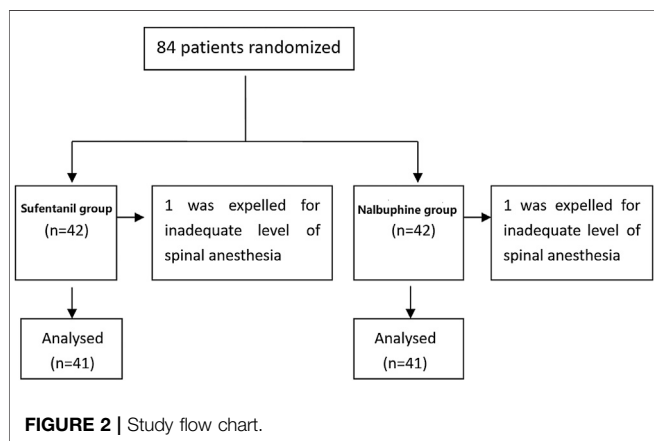 84 patients randomized
Sufentanil group
(n=42)
1 was expelled for
inadequate level of
spinal anesthesia
Nalbuphine group
(n=42)
1 was expelled for
inadequate level of
spinal anesthesia
Analysed
(n=41)
Analysed
(n=41)
FIGURE 2 | Study flow chart.